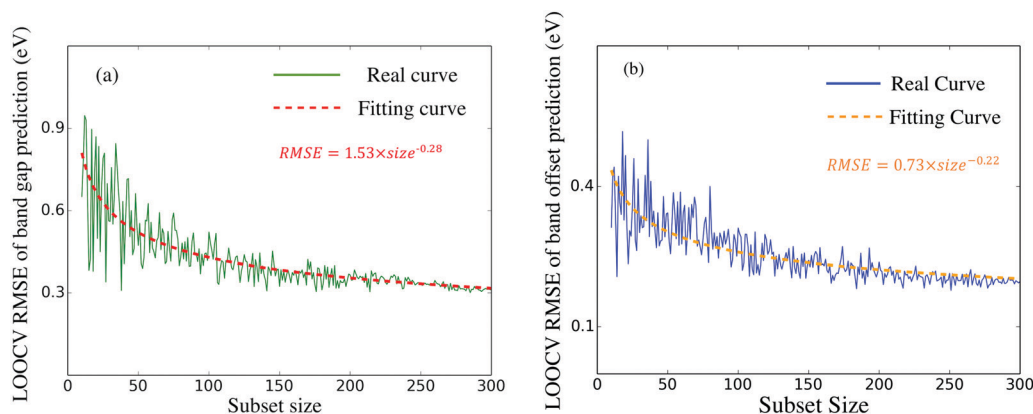 LOOCV RMSE of band gap prediction (eV)
(a)
Real curve
Fitting curve
RMSE = 1.53×size^-0.28
0.9
0.6
0.3
0 50 100 150 200 250 300
Subset size
LOOCV RMSE of band offset prediction (eV)
(b)
Real Curve
Fitting Curve
RMSE = 0.73×size^−0.22
0.4
0.1
0 50 100 150 200 250 300
Subset Size